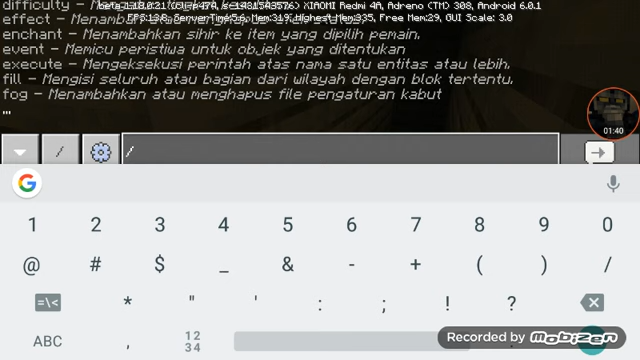 difficulty – Me
XIAOMI Redmi 4A, Adreno (TM) 308, Android 6.0.1
effect – Menambah
GUI Scale: 3.0
enchant – Menambahkan sihir ke item yang dipilih pemain.
event – Memicu peristiwa untuk objek yang ditentukan
execute – Mengeksekusi perintah atas nama satu entitas atau lebih.
fill – Mengisi seluruh atau bagian dari wilayah dengan blok tertentu.
fog – Menambahkan atau menghapus file pengaturan kabut
...
01:40
/ /
G
1 2 3 4 5 6 7 8 9 0
@ # $ _ & - + ( ) /
=\< * " ' : ; ! ?
ABC , 12 34 .
Recorded by Mobizen